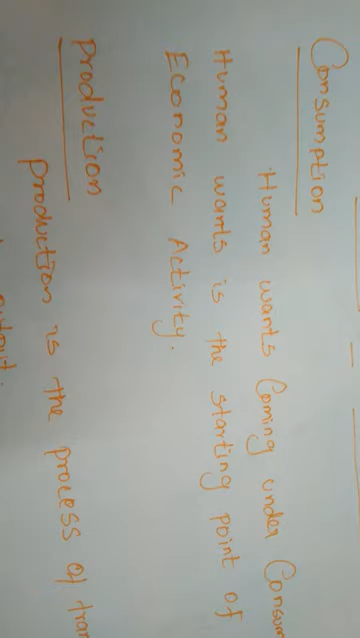 Consumption
Human wants Coming under Consum
Human wants is the starting point of
Economic Activity.
Production
Production is the process of tran
output.